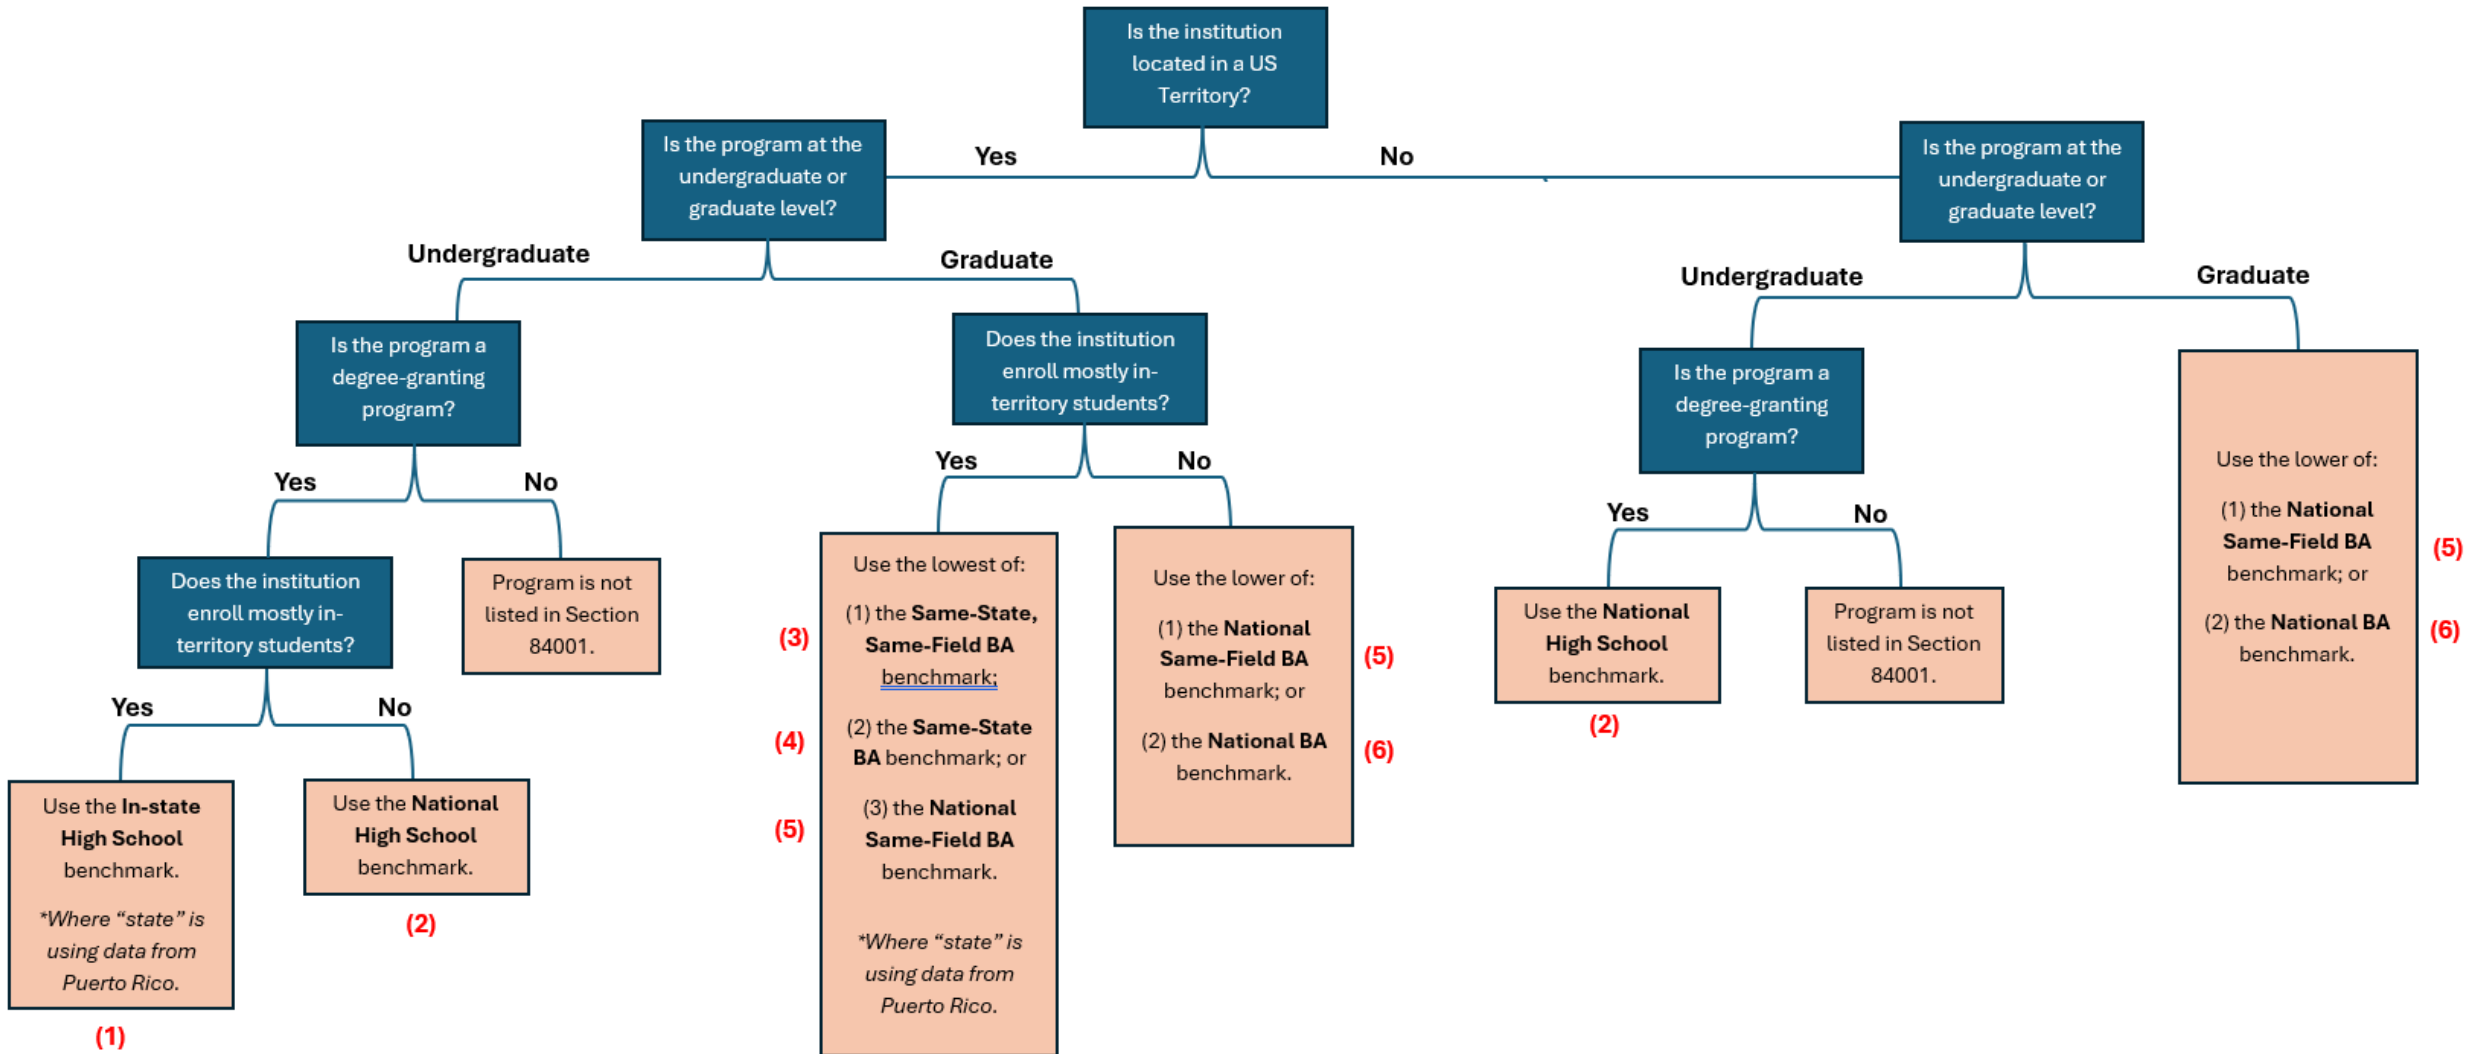 Is the institution
located in a US
Territory?
Yes
No
Is the program at the
undergraduate or
graduate level?
Is the program at the
undergraduate or
graduate level?
Undergraduate
Graduate
Undergraduate
Graduate
Is the program a
degree-granting
program?
Does the institution
enroll mostly in-
territory students?
Is the program a
degree-granting
program?
Yes
No
Yes
No
Yes
No
Does the institution
enroll mostly in-
territory students?
Program is not
listed in Section
84001.
Yes
No
Use the In-state
High School
benchmark.
*Where “state” is
using data from
Puerto Rico.
(1)
Use the National
High School
benchmark.
(2)
Use the lowest of:
(1) the Same-State,
Same-Field BA
benchmark;
(2) the Same-State
BA benchmark; or
(3) the National
Same-Field BA
benchmark.
*Where “state” is
using data from
Puerto Rico.
(3)
(4)
(5)
Use the lower of:
(1) the National
Same-Field BA
benchmark; or
(2) the National BA
benchmark.
(5)
(6)
Use the National
High School
benchmark.
(2)
Program is not
listed in Section
84001.
Use the lower of:
(1) the National
Same-Field BA
benchmark; or
(2) the National BA
benchmark.
(5)
(6)